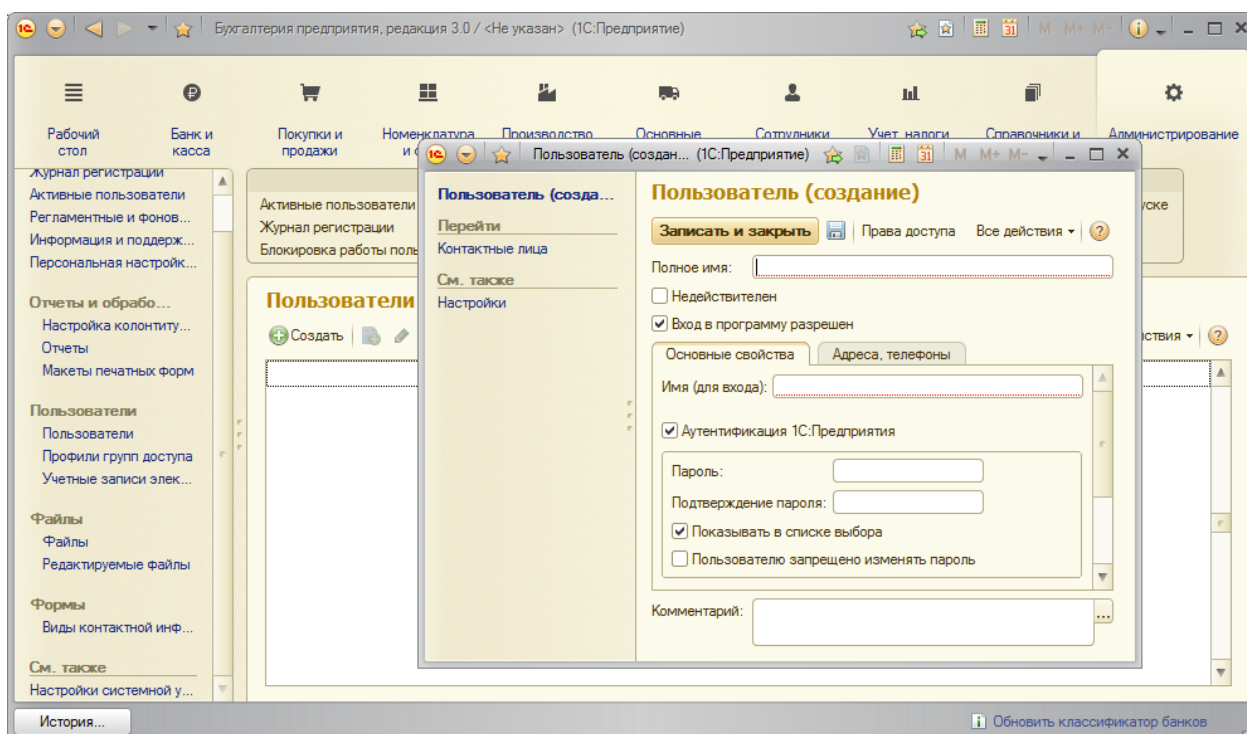 Бухгалтерия предприятия, редакция 3.0 / <Не указан> (1С:Предприятие)
M M+ M-
31
Рабочий стол
Банк и касса
Покупки и продажи
Номенклатура и с
Производство
Основные
Сотрудники
Учет, налоги
Справочники и
Администрирование
Журнал регистрации
Активные пользователи
Регламентные и фонов...
Информация и поддерж...
Персональная настройк...
Отчеты и обрабо...
Настройка колонтиту...
Отчеты
Макеты печатных форм
Пользователи
Пользователи
Профили групп доступа
Учетные записи элек...
Файлы
Файлы
Редактируемые файлы
Формы
Виды контактной инф...
См. также
Настройки системной у...
Активные пользователи
Журнал регистрации
Блокировка работы поль
уске
Пользователи
Создать
ствия
Пользователь (создан... (1С:Предприятие)
31
M M+ M-
Пользователь (созда...
Перейти
Контактные лица
См. также
Настройки
Пользователь (создание)
Записать и закрыть
Права доступа
Все действия
Полное имя:
Недействителен
Вход в программу разрешен
Основные свойства
Адреса, телефоны
Имя (для входа):
Аутентификация 1С:Предприятия
Пароль:
Подтверждение пароля:
Показывать в списке выбора
Пользователю запрещено изменять пароль
Комментарий:
История...
Обновить классификатор банков